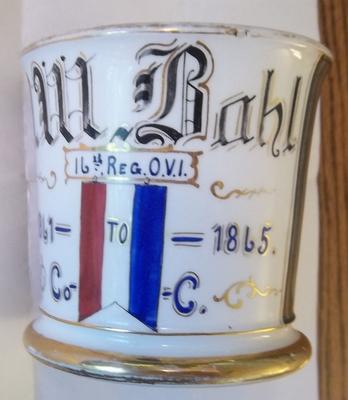 M. Bahl
16th REG. O.V.I.
1861= TO = 1865.
Co- -C.